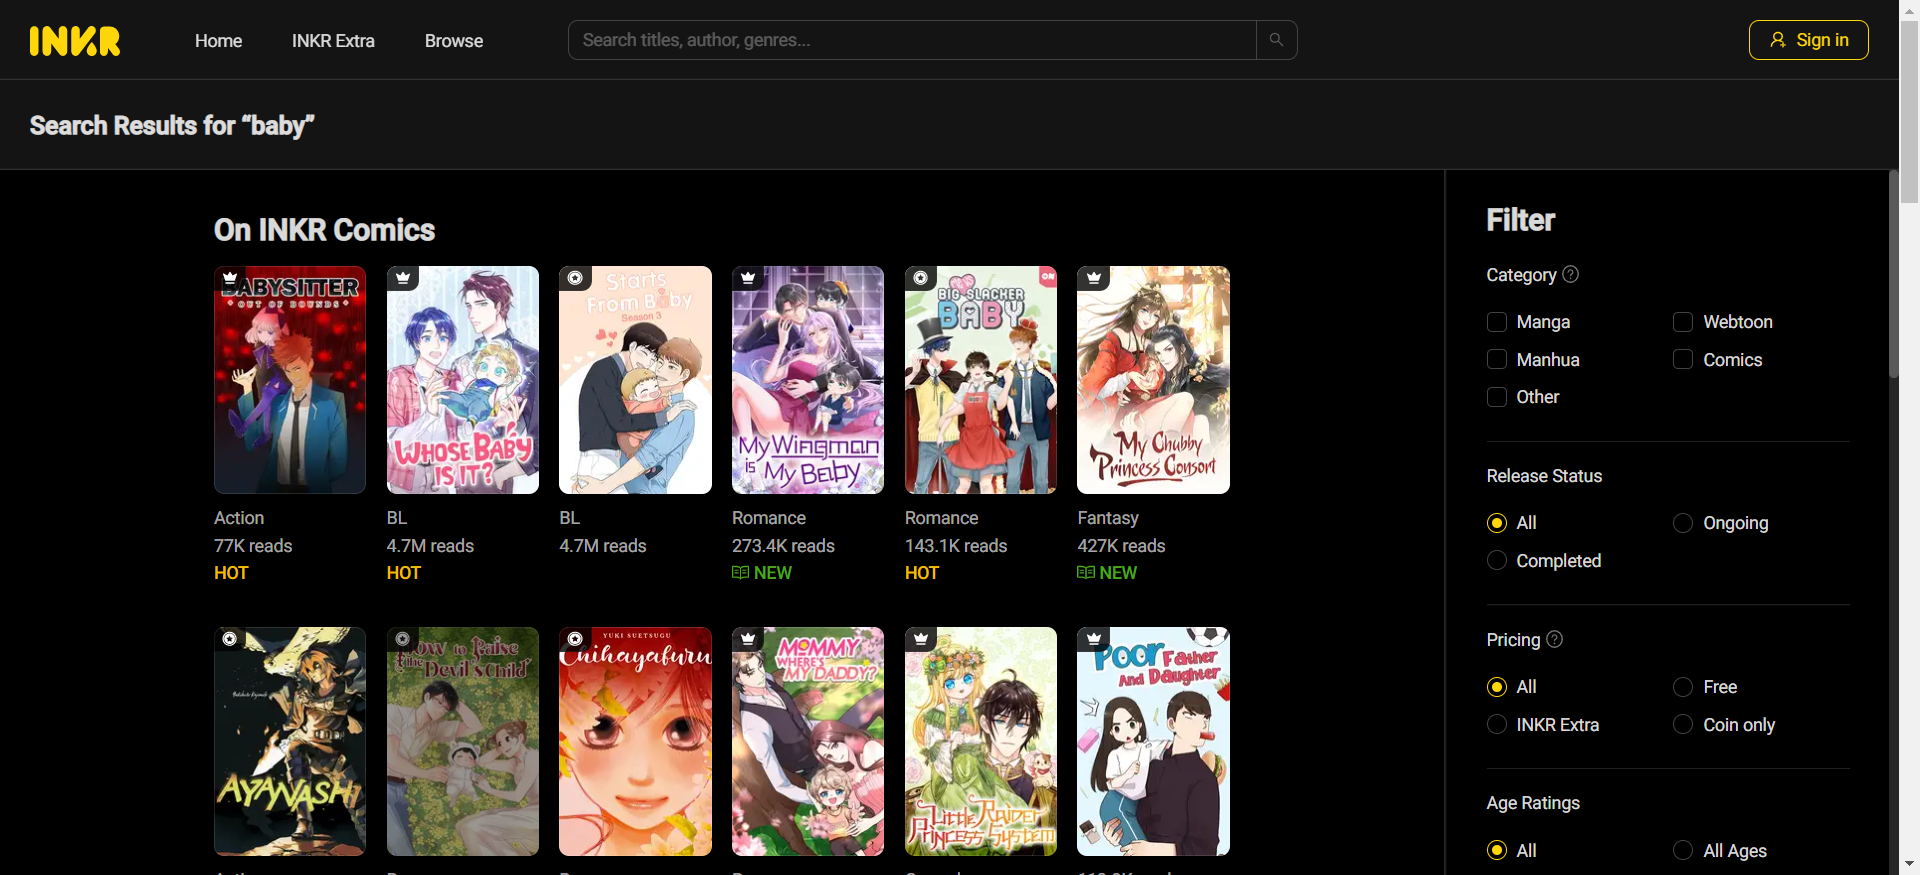 INKR
Home
INKR Extra
Browse
Search titles, author, genres...
Sign in
Search Results for “baby”
On INKR Comics
BABYSITTER
OUT OF BOUNDS
WHOSE BABY
IS IT?
Starts
From Baby
Season 3
My Wingman
is My Baby
BIG SLACKER
BABY
My Chubby
Princess Consort
Action
77K reads
HOT
BL
4.7M reads
HOT
BL
4.7M reads
Romance
273.4K reads
NEW
Romance
143.1K reads
HOT
Fantasy
427K reads
NEW
AYANASHI
How to Raise
the Devil's Child
YUKI SUETSUGU
Chihayafuru
MOMMY
WHERE'S
MY DADDY?
Little Raider
Princess System
Poor Father
And Daughter
Filter
Category
Manga
Webtoon
Manhua
Comics
Other
Release Status
All
Ongoing
Completed
Pricing
All
Free
INKR Extra
Coin only
Age Ratings
All
All Ages